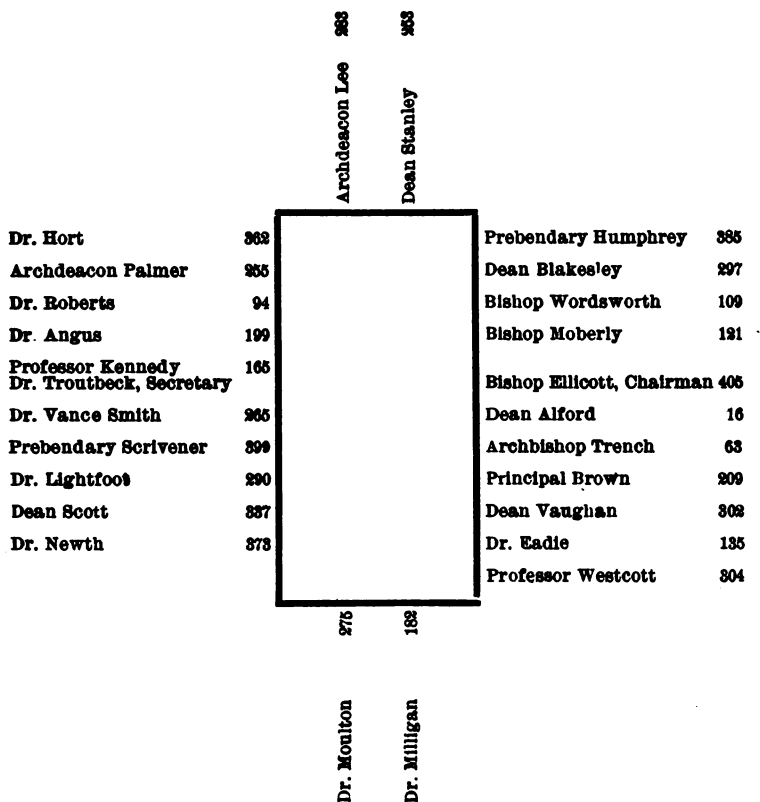 Archdeacon Lee 283
Dean Stanley 253
Dr. Hort 362
Archdeacon Palmer 255
Dr. Roberts 94
Dr. Angus 199
Professor Kennedy 165
Dr. Troutbeck, Secretary
Dr. Vance Smith 265
Prebendary Scrivener 399
Dr. Lightfoot 290
Dean Scott 337
Dr. Newth 373
Prebendary Humphrey 385
Dean Blakesley 297
Bishop Wordsworth 109
Bishop Moberly 121
Bishop Ellicott, Chairman 405
Dean Alford 16
Archbishop Trench 63
Principal Brown 209
Dean Vaughan 302
Dr. Eadie 135
Professor Westcott 304
275 Dr. Moulton
182 Dr. Milligan